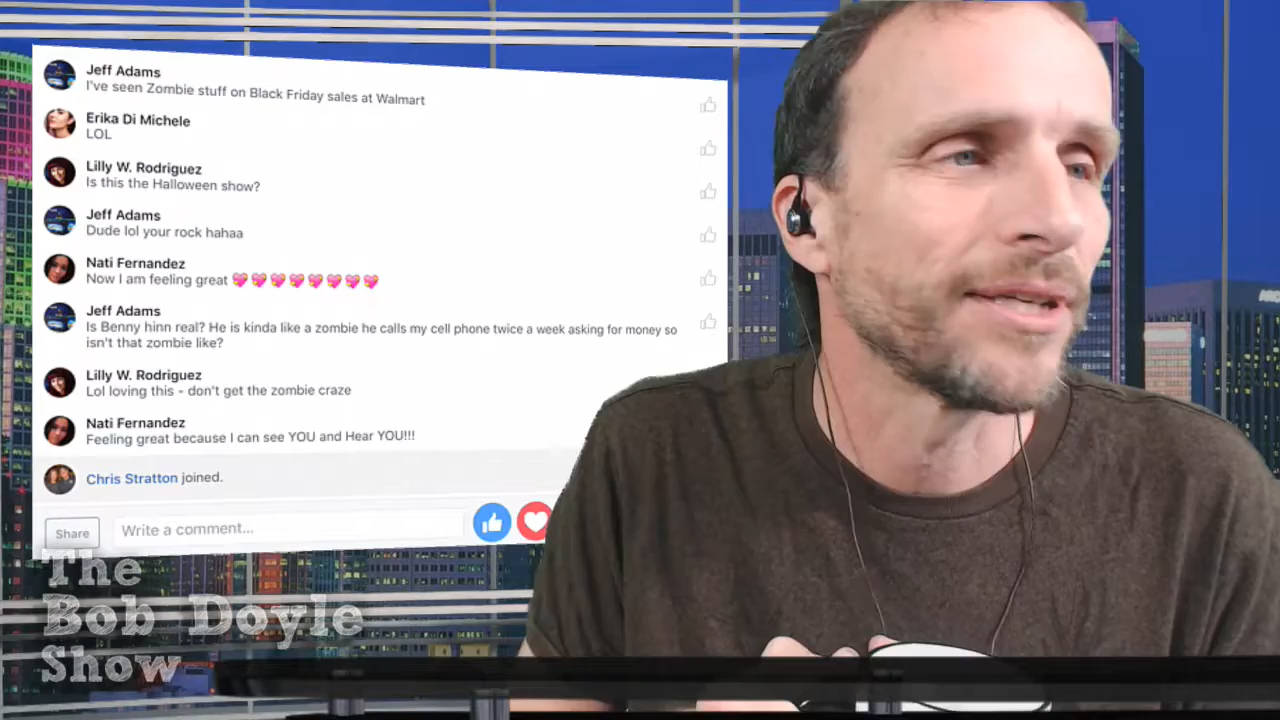 Jeff Adams
I've seen Zombie stuff on Black Friday sales at Walmart
Erika Di Michele
LOL
Lilly W. Rodriguez
Is this the Halloween show?
Jeff Adams
Dude lol your rock hahaa
Nati Fernandez
Now I am feeling great 💝💝💝💝💝💝💝💝
Jeff Adams
Is Benny hinn real? He is kinda like a zombie he calls my cell phone twice a week asking for money so
isn't that zombie like?
Lilly W. Rodriguez
Lol loving this - don't get the zombie craze
Nati Fernandez
Feeling great because I can see YOU and Hear YOU!!!
Chris Stratton joined.
Share
Write a comment...
The
Bob Doyle
Show